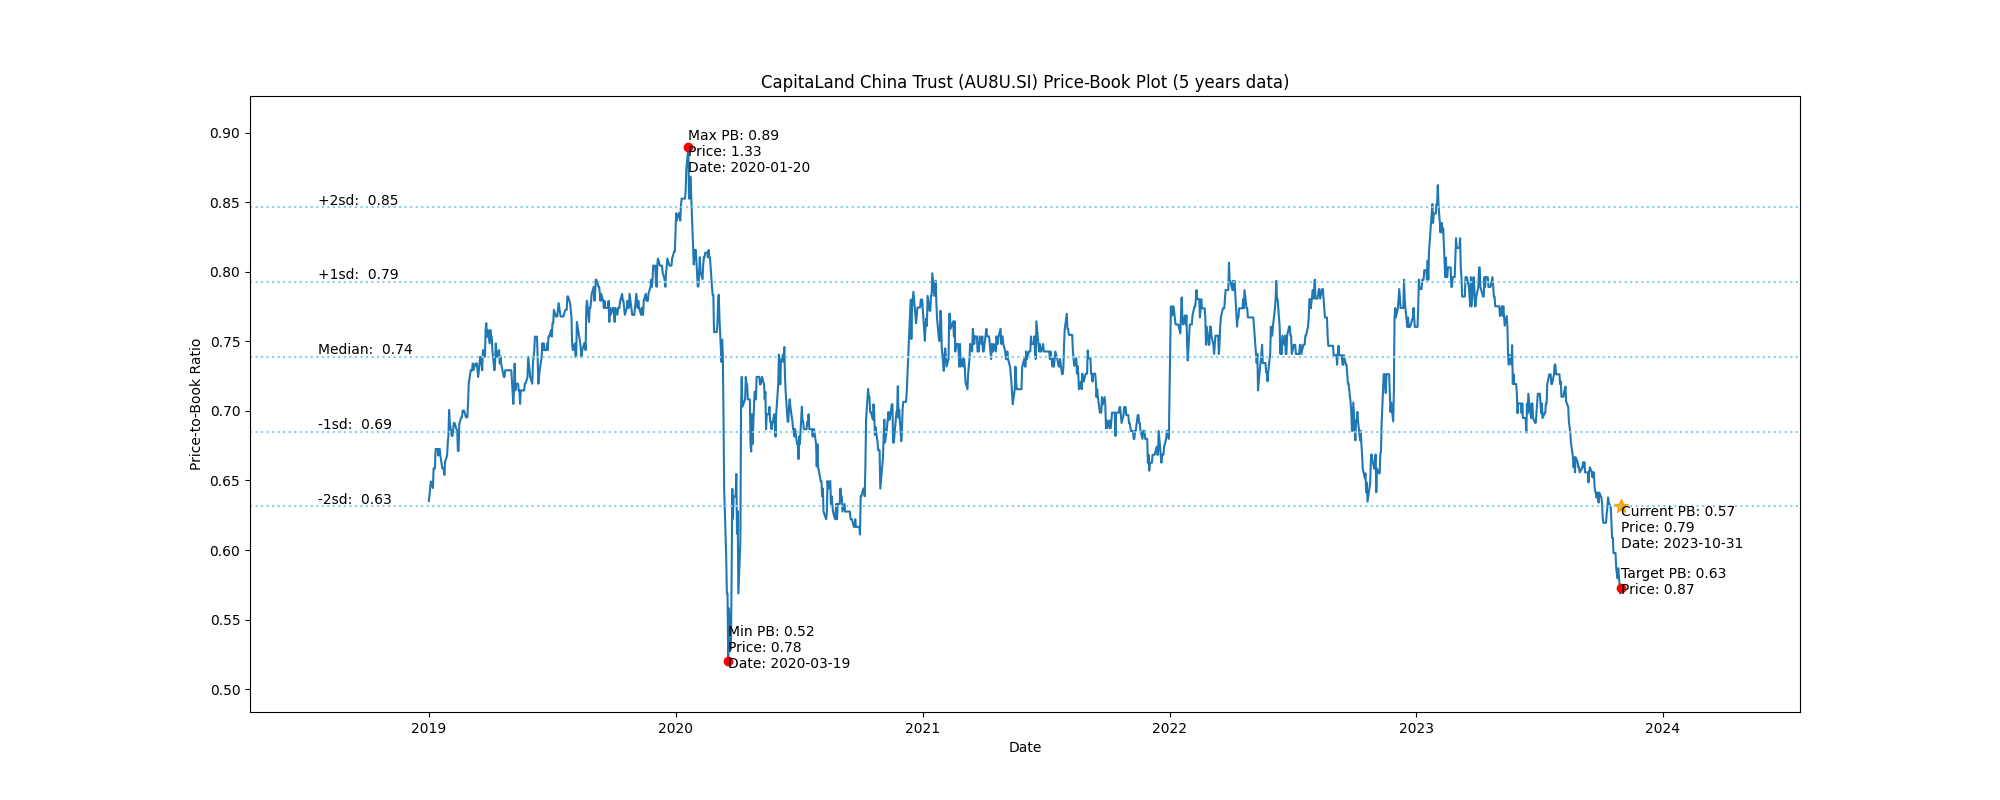 CapitaLand China Trust (AU8U.SI) Price-Book Plot (5 years data)
Price-to-Book Ratio
0.90
0.85
0.80
0.75
0.70
0.65
0.60
0.55
0.50
+2sd:  0.85
+1sd:  0.79
Median:  0.74
-1sd:  0.69
-2sd:  0.63
Max PB: 0.89
Price: 1.33
Date: 2020-01-20
Min PB: 0.52
Price: 0.78
Date: 2020-03-19
Current PB: 0.57
Price: 0.79
Date: 2023-10-31
Target PB: 0.63
Price: 0.87
2019
2020
2021
2022
2023
2024
Date